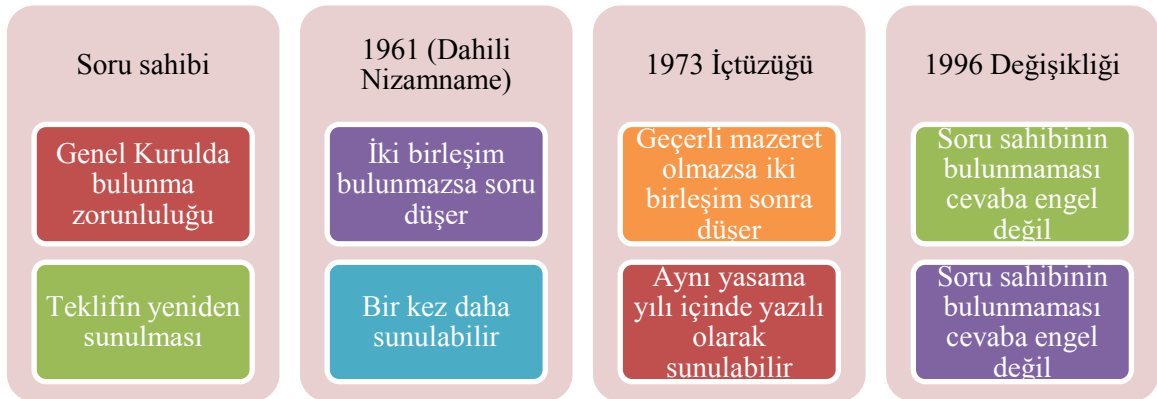 Soru sahibi
Genel Kurulda
bulunma
zorunluluğu
Teklifin yeniden
sunulması
1961 (Dahili
Nizamname)
İki birleşim
bulunmazsa soru
düşer
Bir kez daha
sunulabilir
1973 İçtüzüğü
Geçerli mazeret
olmazsa iki
birleşim sonra
düşer
Aynı yasama
yılı içinde yazılı
olarak
sunulabilir
1996 Değişikliği
Soru sahibinin
bulunmaması
cevaba engel
değil
Soru sahibinin
bulunmaması
cevaba engel
değil